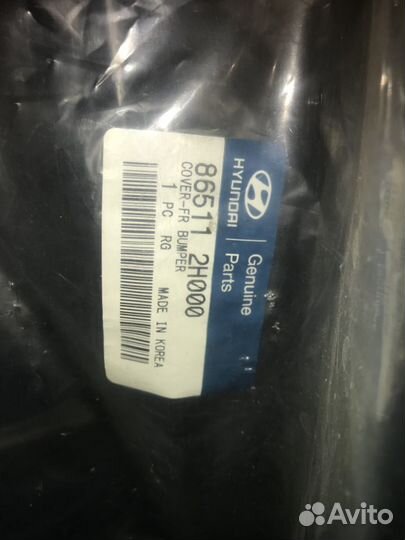 HYUNDAI
Genuine
Parts
86511 2H000
COVER-FR BUMPER
1 PC RG MADE IN KOREA
Avito